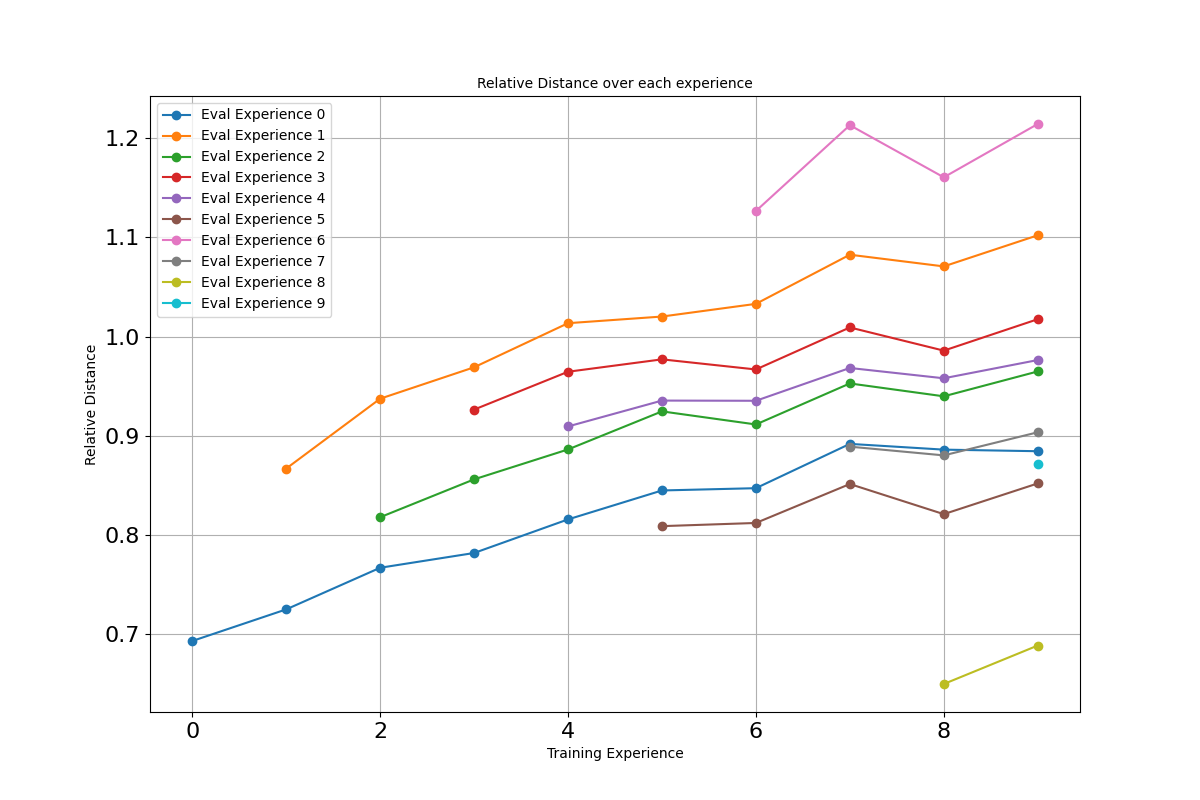 Relative Distance over each experience
Eval Experience 0
Eval Experience 1
Eval Experience 2
Eval Experience 3
Eval Experience 4
Eval Experience 5
Eval Experience 6
Eval Experience 7
Eval Experience 8
Eval Experience 9
1.2
1.1
1.0
0.9
0.8
0.7
Relative Distance
0 2 4 6 8
Training Experience